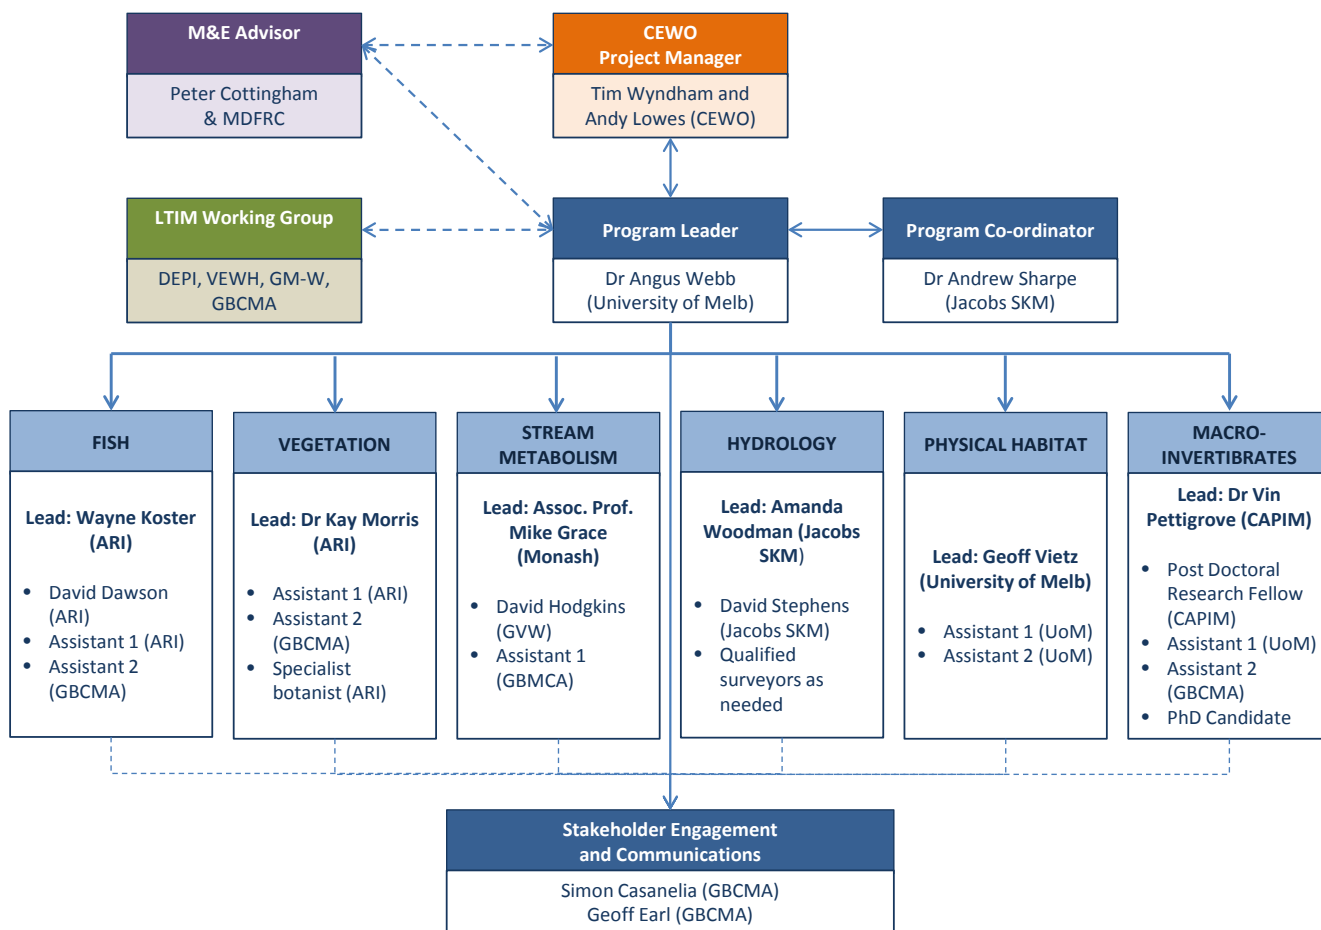 M&E Advisor
Peter Cottingham
& MDFRC
CEWO
Project Manager
Tim Wyndham and
Andy Lowes (CEWO)
LTIM Working Group
DEPI, VEWH, GM-W,
GBCMA
Program Leader
Dr Angus Webb
(University of Melb)
Program Co-ordinator
Dr Andrew Sharpe
(Jacobs SKM)
FISH
Lead: Wayne Koster
(ARI)
• David Dawson
(ARI)
• Assistant 1 (ARI)
• Assistant 2
(GBCMA)
VEGETATION
Lead: Dr Kay Morris
(ARI)
• Assistant 1 (ARI)
• Assistant 2
(GBCMA)
• Specialist
botanist (ARI)
STREAM
METABOLISM
Lead: Assoc. Prof.
Mike Grace
(Monash)
• David Hodgkins
(GVW)
• Assistant 1
(GBMCA)
HYDROLOGY
Lead: Amanda
Woodman (Jacobs
SKM)
• David Stephens
(Jacobs SKM)
• Qualified
surveyors as
needed
PHYSICAL HABITAT
Lead: Geoff Vietz
(University of Melb)
• Assistant 1 (UoM)
• Assistant 2 (UoM)
MACRO-
INVERTIBRATES
Lead: Dr Vin
Pettigrove (CAPIM)
• Post Doctoral
Research Fellow
(CAPIM)
• Assistant 1 (UoM)
• Assistant 2
(GBCMA)
• PhD Candidate
Stakeholder Engagement
and Communications
Simon Casanelia (GBCMA)
Geoff Earl (GBCMA)